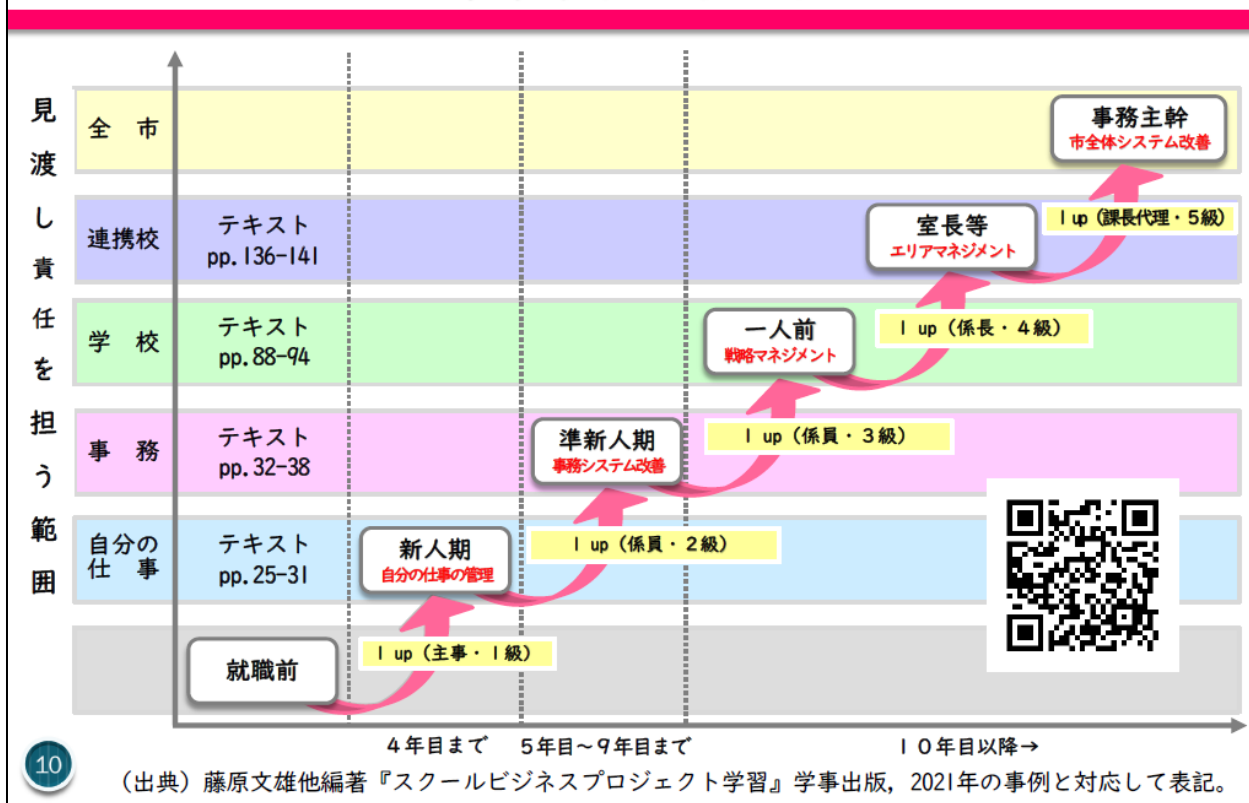 見渡し責任を担う範囲
全　市
事務主幹
市全体システム改善
1 up（課長代理・5級）
連携校
テキスト
pp.136-141
室長等
エリアマネジメント
1 up（係長・4級）
学　校
テキスト
pp.88-94
一人前
戦略マネジメント
1 up（係員・3級）
事　務
テキスト
pp.32-38
準新人期
事務システム改善
1 up（係員・2級）
自分の
仕　事
テキスト
pp.25-31
新人期
自分の仕事の管理
1 up（主事・1級）
就職前
4年目まで
5年目～9年目まで
10年目以降→
10
（出典）藤原文雄他編著『スクールビジネスプロジェクト学習』学事出版，2021年の事例と対応して表記。